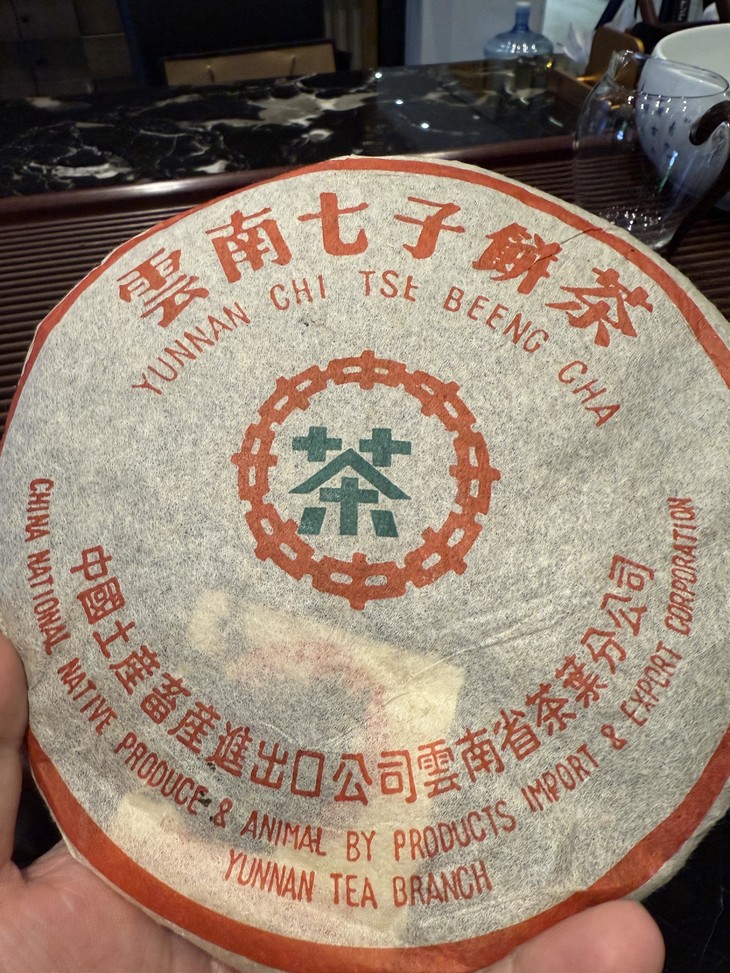 雲南七子餅茶
YUNNAN CHI TSE BEENG CHA
茶
中國土産畜産進出口公司雲南省茶葉分公司
CHINA NATIONAL NATIVE PRODUCE & ANIMAL BY PRODUCTS IMPORT & EXPORT CORPORATION
YUNNAN TEA BRANCH